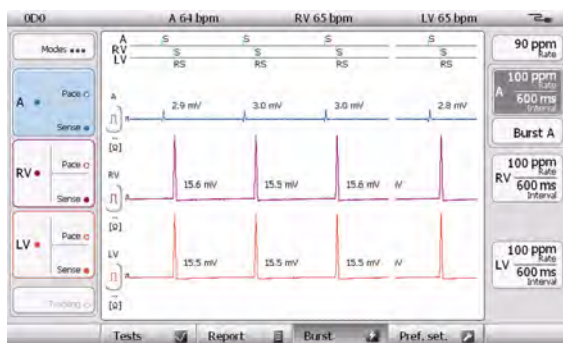 0D0 A 64 bpm RV 65 bpm LV 65 bpm
Modes
A S S S S
RV S S S S
LV RS RS RS RS
A Pace
Sense
A
2.9 mV 3.0 mV 3.0 mV 2.8 mV
[Ω]
RV Pace
Sense
RV
15.6 mV 15.5 mV 15.6 mV
[Ω]
LV Pace
Sense
LV
15.5 mV 15.5 mV 15.5 mV
[Ω]
Tracking
90 ppm
Rate
A 100 ppm
Rate
600 ms
Interval
Burst A
RV 100 ppm
Rate
600 ms
Interval
LV 100 ppm
Rate
600 ms
Interval
Tests Report Burst Pref. set.